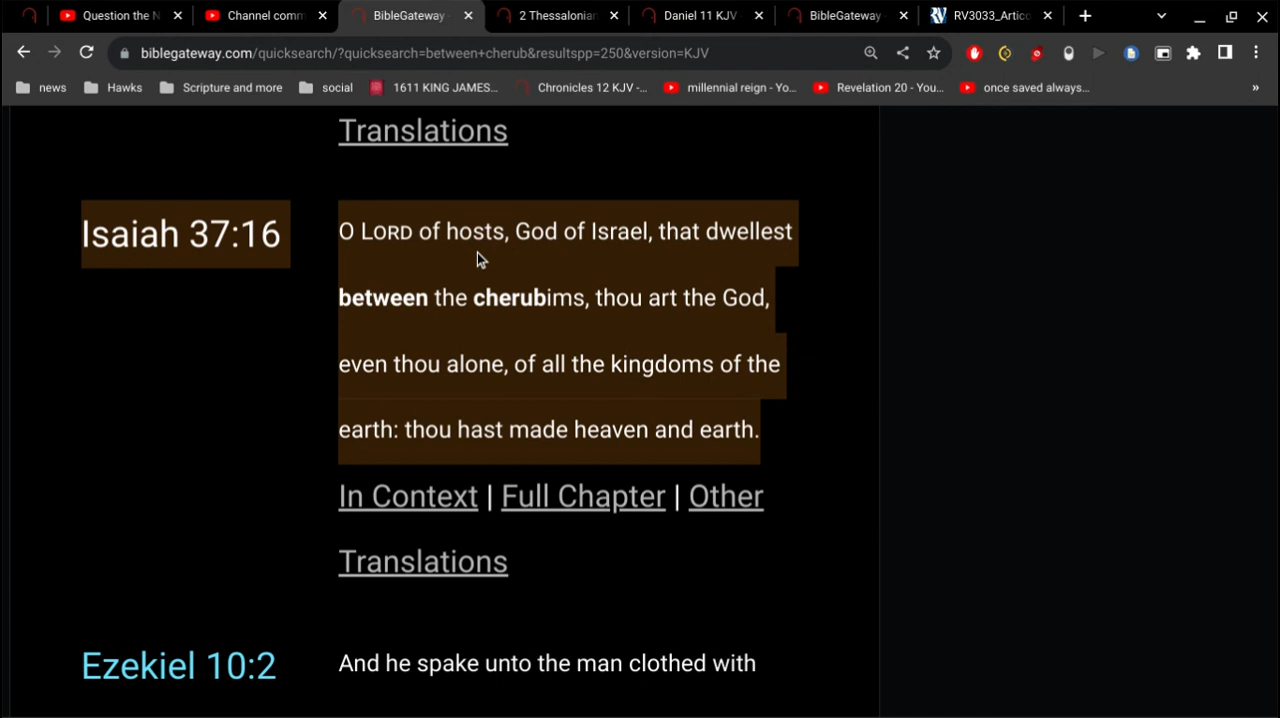 Question the N
Channel comm
BibleGateway -
2 Thessalonian
Daniel 11 KJV
BibleGateway -
RV3033_Artico
biblegateway.com/quicksearch/?quicksearch=between+cherub&resultspp=250&version=KJV
news
Hawks
Scripture and more
social
1611 KING JAMES...
Chronicles 12 KJV -...
millennial reign - Yo...
Revelation 20 - You...
once saved always...
»
Translations
Isaiah 37:16
O LORD of hosts, God of Israel, that dwellest
between the cherubims, thou art the God,
even thou alone, of all the kingdoms of the
earth: thou hast made heaven and earth.
In Context | Full Chapter | Other
Translations
Ezekiel 10:2
And he spake unto the man clothed with